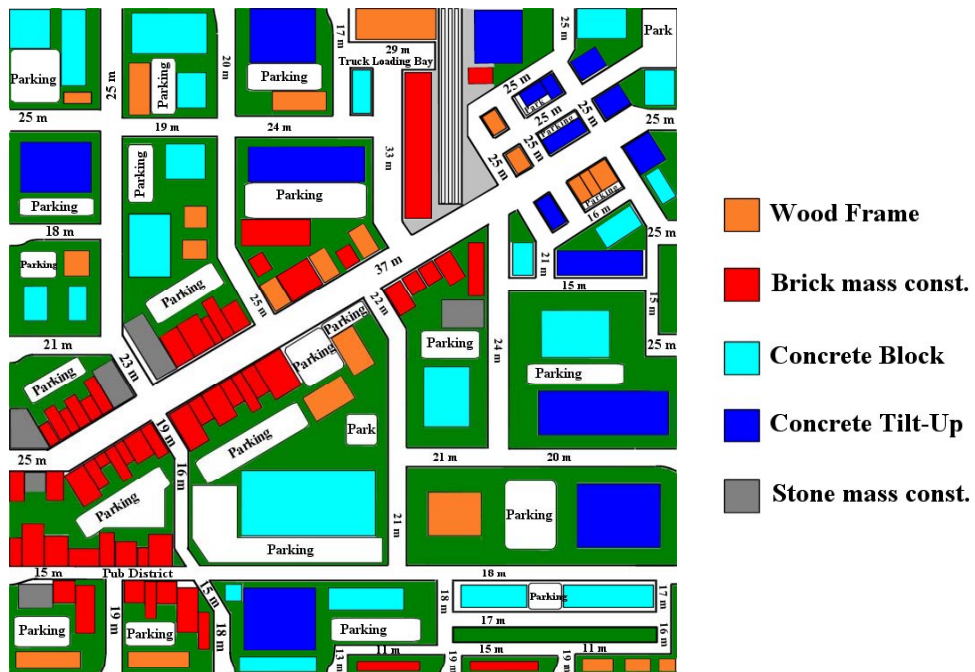 17 m
25 m
Park
29 m
Truck Loading Bay
20 m
25 m
Parking
Parking
Parking
25 m
Park
25 m
25 m
Parking
25 m
25 m
25 m
25 m
19 m
24 m
33 m
25 m
Parking
Parking
Parking
Parking
16 m
Wood Frame
18 m
25 m
Parking
37 m
21 m
Brick mass const.
Parking
25 m
22 m
15 m
15 m
Parking
21 m
Parking
24 m
25 m
Concrete Block
23 m
Parking
Parking
Parking
19 m
Park
Concrete Tilt-Up
25 m
Parking
16 m
21 m
20 m
Parking
Stone mass const.
21 m
Parking
Parking
15 m
Pub District
18 m
15 m
18 m
Parking
17 m
19 m
18 m
17 m
16 m
Parking
Parking
Parking
13 m
11 m
19 m
15 m
19 m
11 m